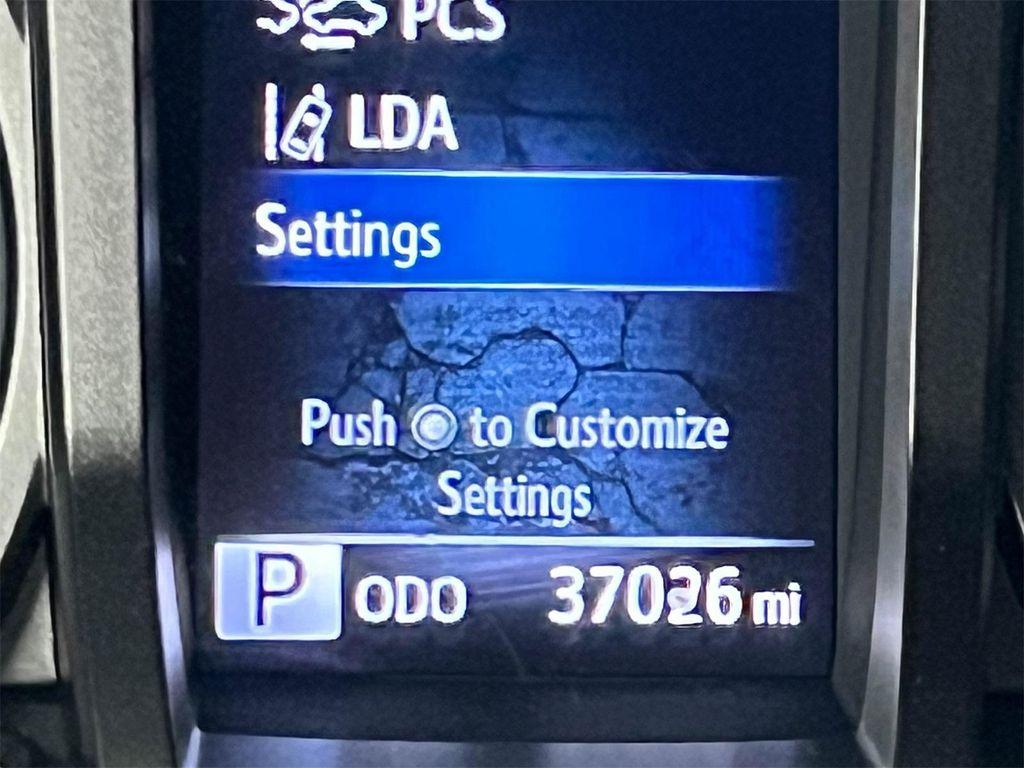 PCS
LDA
Settings
Push to Customize
Settings
P ODO 37026 mi